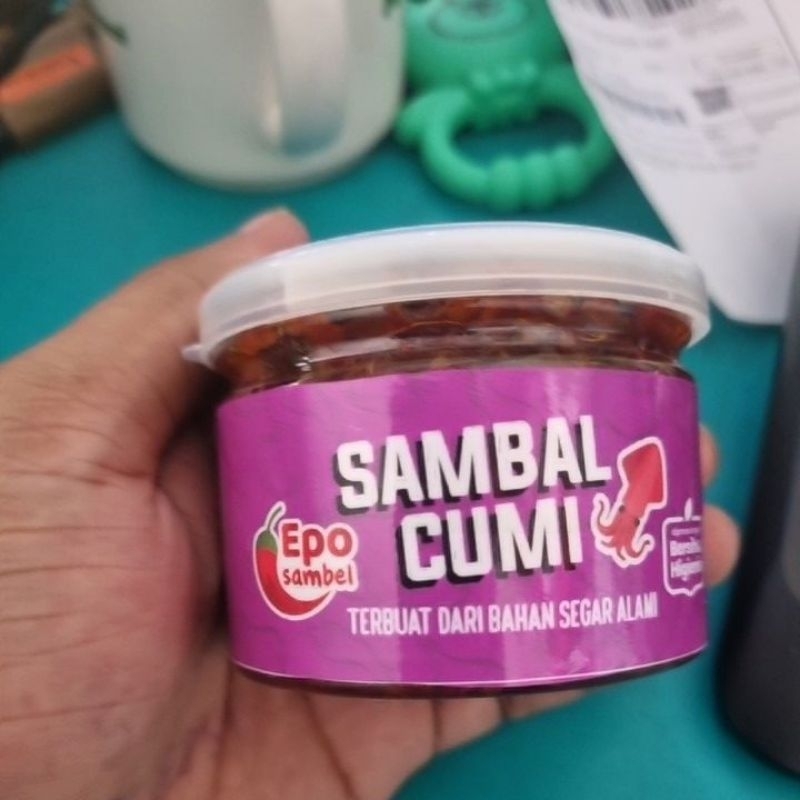 SAMBAL
CUMI
Epo
sambel
TERBUAT DARI BAHAN SEGAR ALAMI